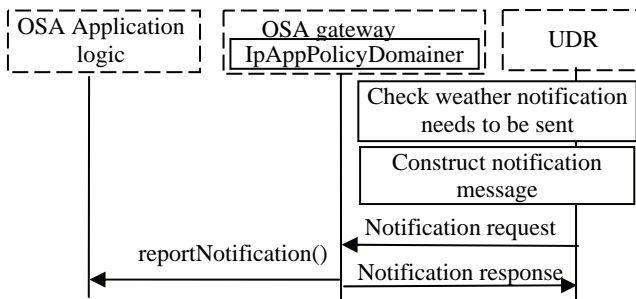 OSA Application
logic
OSA gateway
IpAppPolicyDomainer
UDR
Check weather notification
needs to be sent
Construct notification
message
Notification request
reportNotification()
Notification response